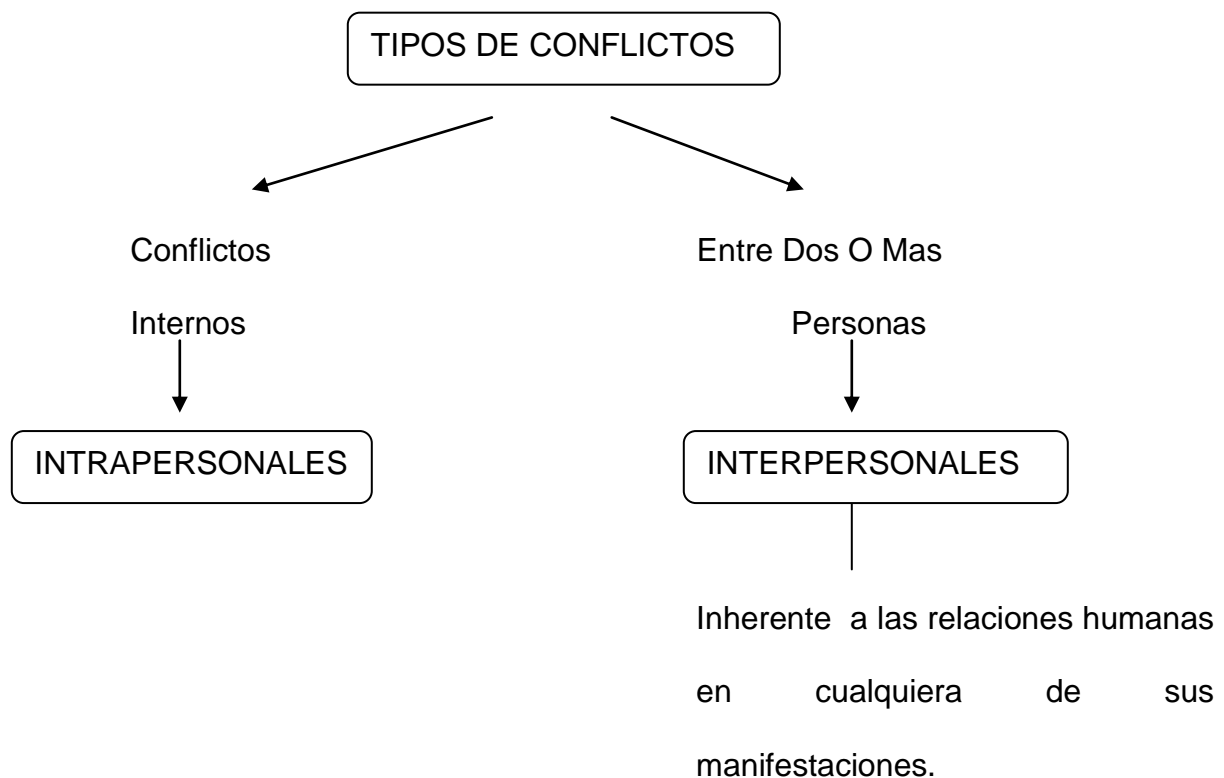 TIPOS DE CONFLICTOS
Conflictos
Internos
INTRAPERSONALES
Entre Dos O Mas
Personas
INTERPERSONALES
Inherente a las relaciones humanas
en cualquiera de sus
manifestaciones.